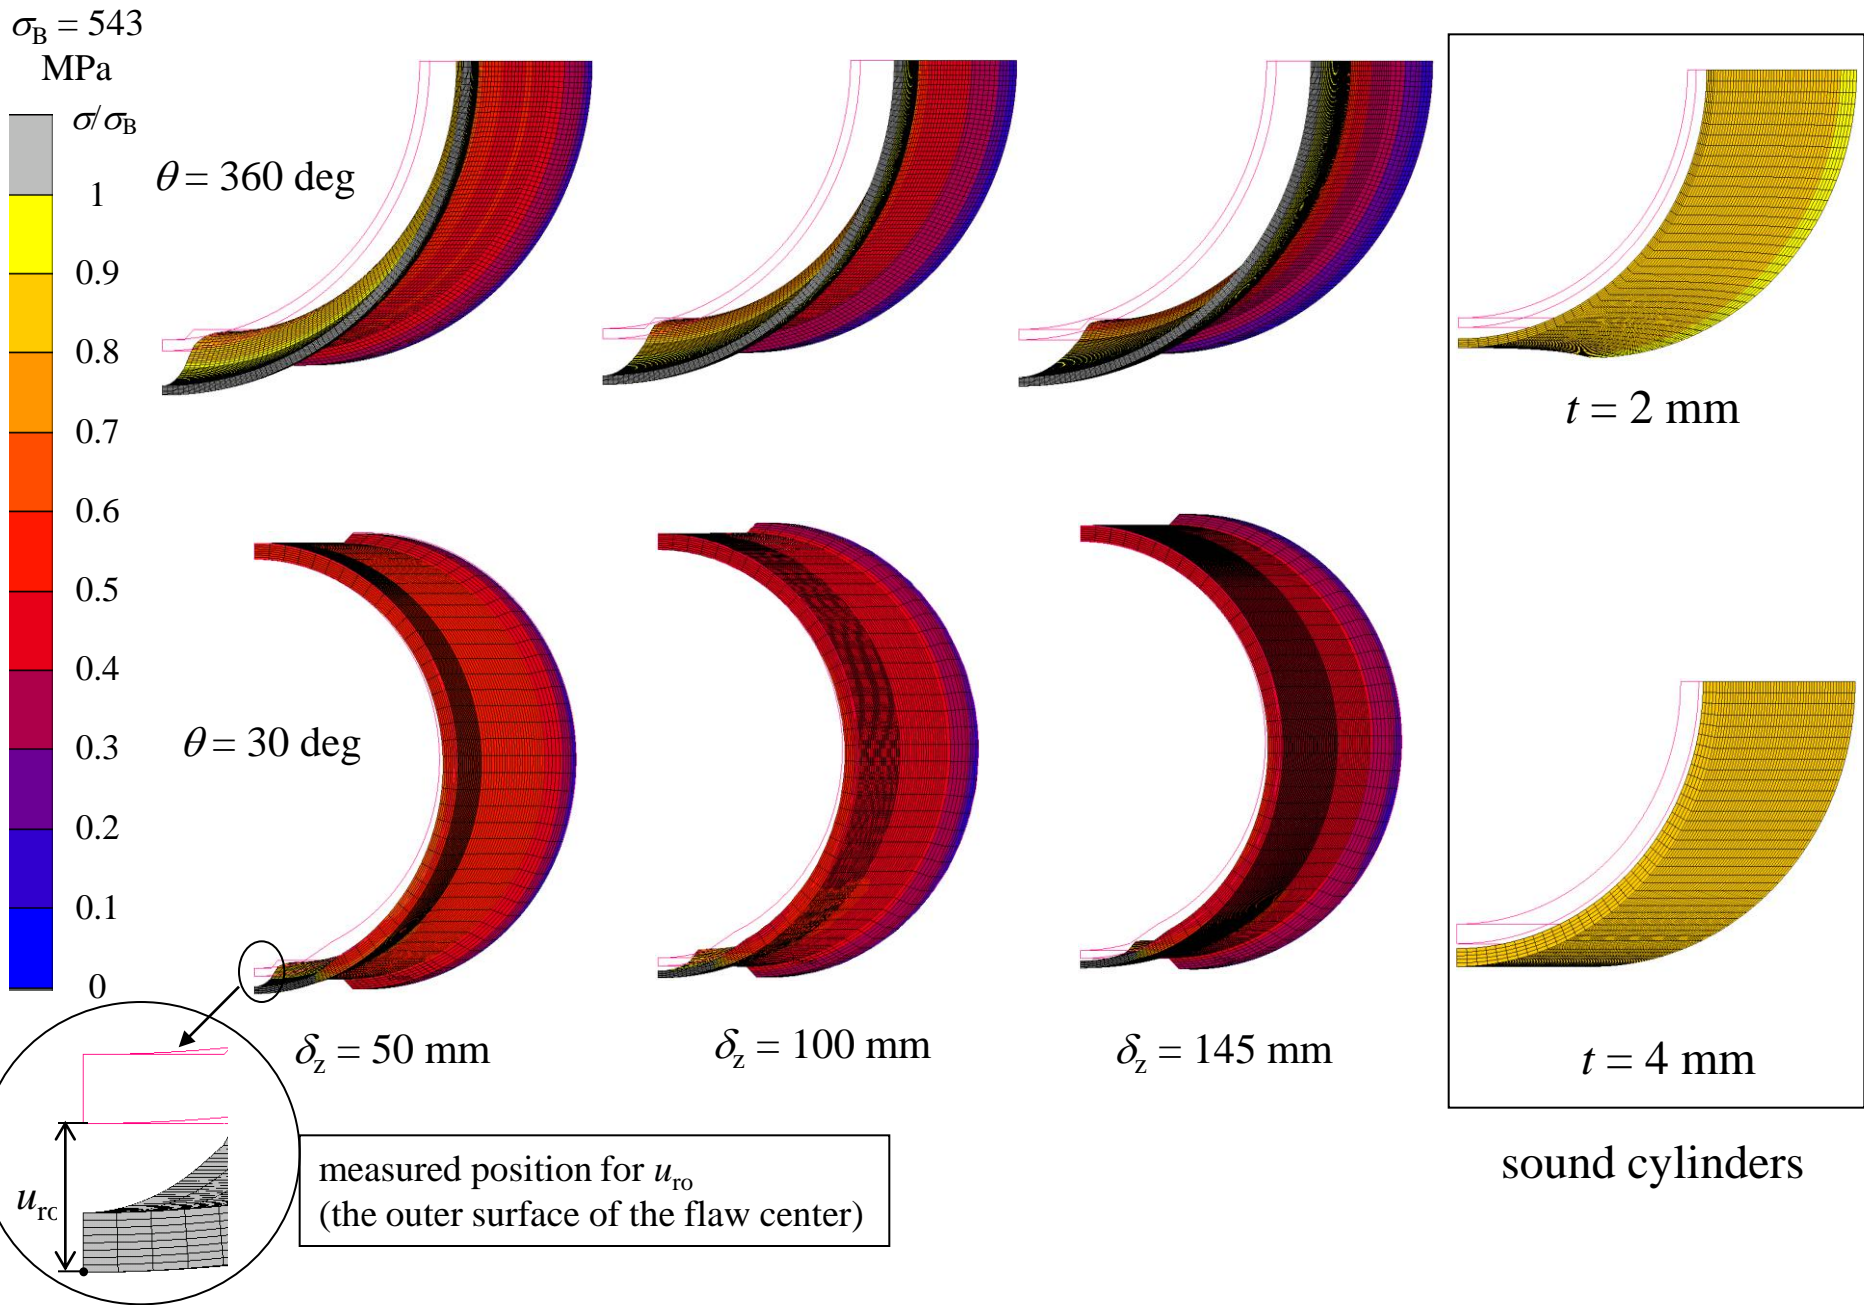 σB = 543
MPa
σ/σB
1
0.9
0.8
0.7
0.6
0.5
0.4
0.3
0.2
0.1
0
θ = 360 deg
θ = 30 deg
δz = 50 mm
δz = 100 mm
δz = 145 mm
t = 2 mm
t = 4 mm
sound cylinders
uro
measured position for uro
(the outer surface of the flaw center)